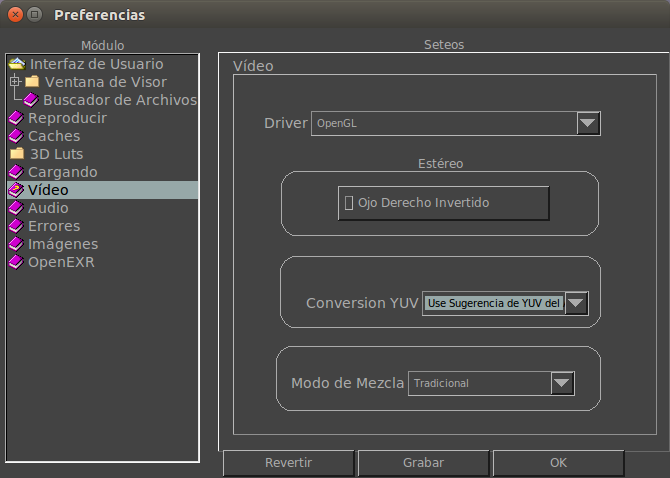 Preferencias
Módulo
Interfaz de Usuario
Ventana de Visor
Buscador de Archivos
Reproducir
Caches
3D Luts
Cargando
Vídeo
Audio
Errores
Imágenes
OpenEXR
Seteos
Vídeo
Driver OpenGL
Estéreo
Ojo Derecho Invertido
Conversion YUV Use Sugerencia de YUV del
Modo de Mezcla Tradicional
Revertir Grabar OK